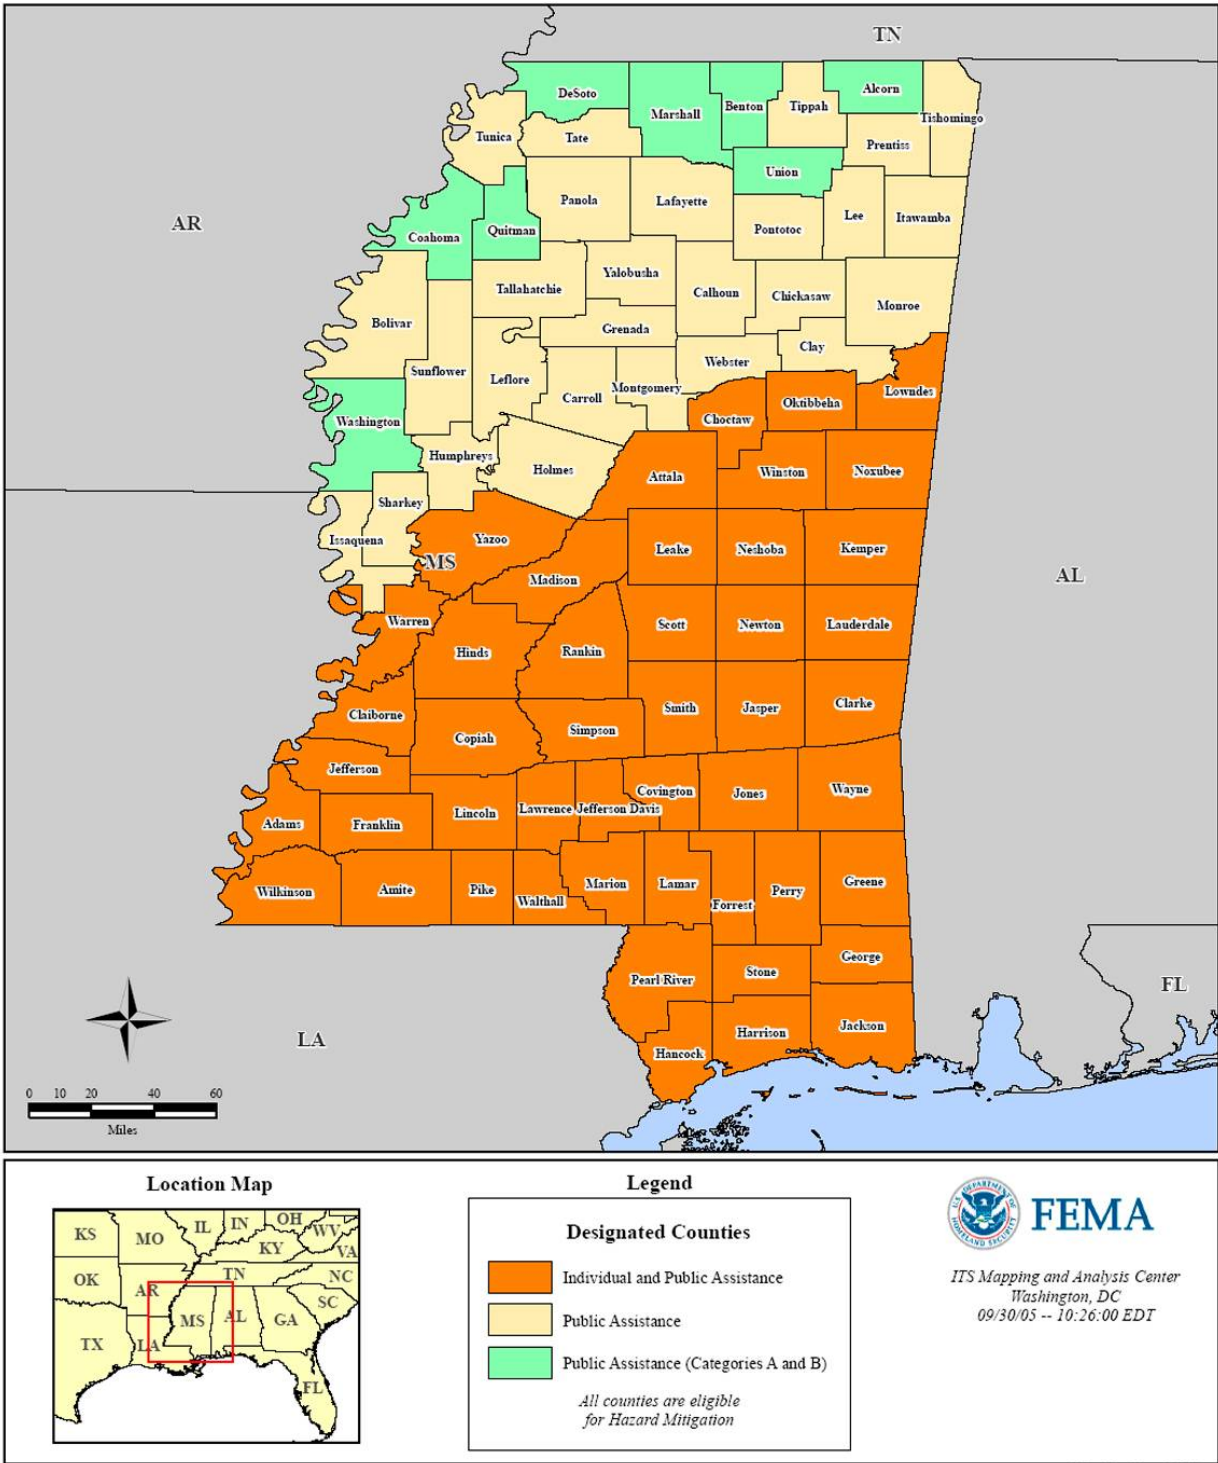 TN
DeSoto
Marshall
Benton
Tippah
Alcorn
Tishomingo
Tunica
Tate
Prentiss
Union
AR
Panola
Lafayette
Lee
Itawamba
Coahoma
Quitman
Pontotoc
Yalobusha
Tallahatchie
Calhoun
Chickasaw
Monroe
Bolivar
Grenada
Clay
Webster
Sunflower
Leflore
Montgomery
Carroll
Lowndes
Oktibbeha
Choctaw
Washington
Humphreys
Holmes
Attala
Winston
Noxubee
Sharkey
Issaquena
Yazoo
Leake
Neshoba
Kemper
MS
Madison
AL
Warren
Scott
Newton
Lauderdale
Hinds
Rankin
Claiborne
Smith
Jasper
Clarke
Copiah
Simpson
Jefferson
Covington
Jones
Wayne
Lawrence
Jefferson Davis
Lincoln
Adams
Franklin
Wilkinson
Amite
Pike
Walthall
Marion
Lamar
Forrest
Perry
Greene
George
Pearl River
Stone
FL
Jackson
Harrison
Hancock
LA
0 10 20 40 60
Miles
Location Map
KS
MO
IL
IN
OH
WV
VA
KY
OK
AR
TN
NC
SC
MS
AL
GA
TX
LA
FL
Legend
Designated Counties
Individual and Public Assistance
Public Assistance
Public Assistance (Categories A and B)
All counties are eligible
for Hazard Mitigation
U.S. DEPARTMENT OF
HOMELAND SECURITY
FEMA
ITS Mapping and Analysis Center
Washington, DC
09/30/05 -- 10:26:00 EDT